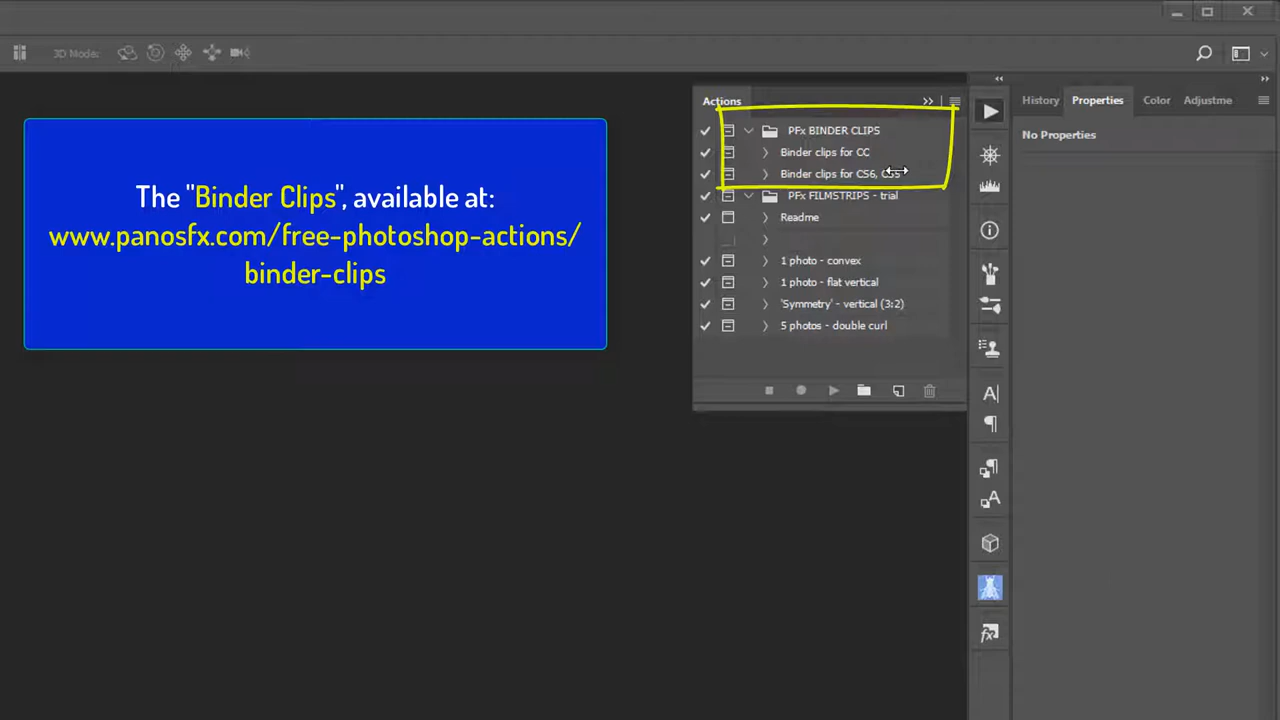 3D Mode:
The "Binder Clips", available at:
www.panosfx.com/free-photoshop-actions/
binder-clips
Actions
PFx BINDER CLIPS
Binder clips for CC
Binder clips for CS6, CS5
PFx FILMSTRIPS - trial
Readme
1 photo - convex
1 photo - flat vertical
'Symmetry' - vertical (3:2)
5 photos - double curl
History
Properties
Color
Adjustme
No Properties